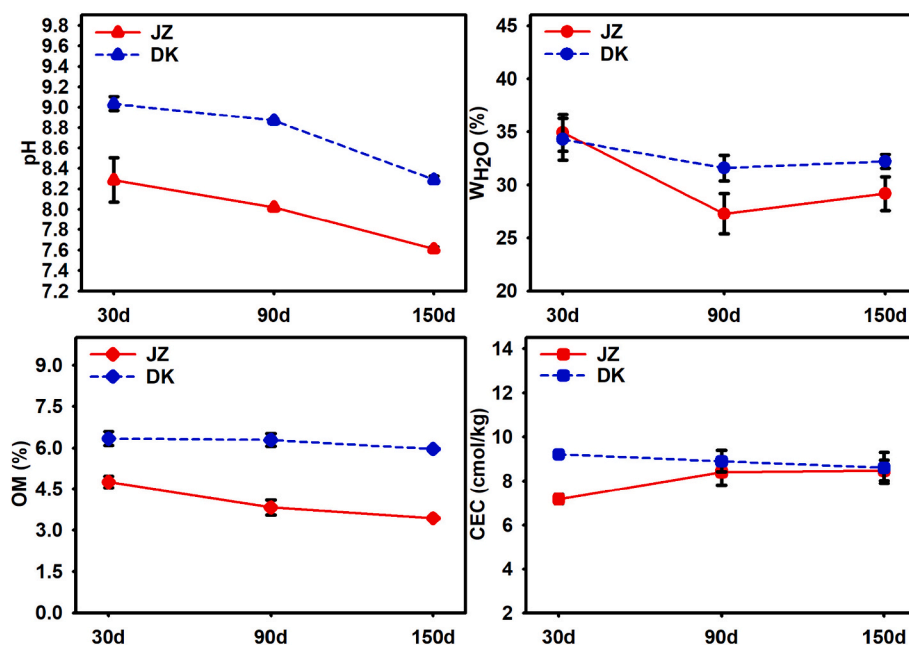 pH
9.8
9.6
9.4
9.2
9.0
8.8
8.6
8.4
8.2
8.0
7.8
7.6
7.4
7.2
JZ
DK
30d
90d
150d
W_H2O (%)
45
40
35
30
25
20
JZ
DK
30d
90d
150d
OM (%)
9.0
7.5
6.0
4.5
3.0
1.5
0.0
JZ
DK
30d
90d
150d
CEC (cmol/kg)
14
12
10
8
6
4
2
JZ
DK
30d
90d
150d